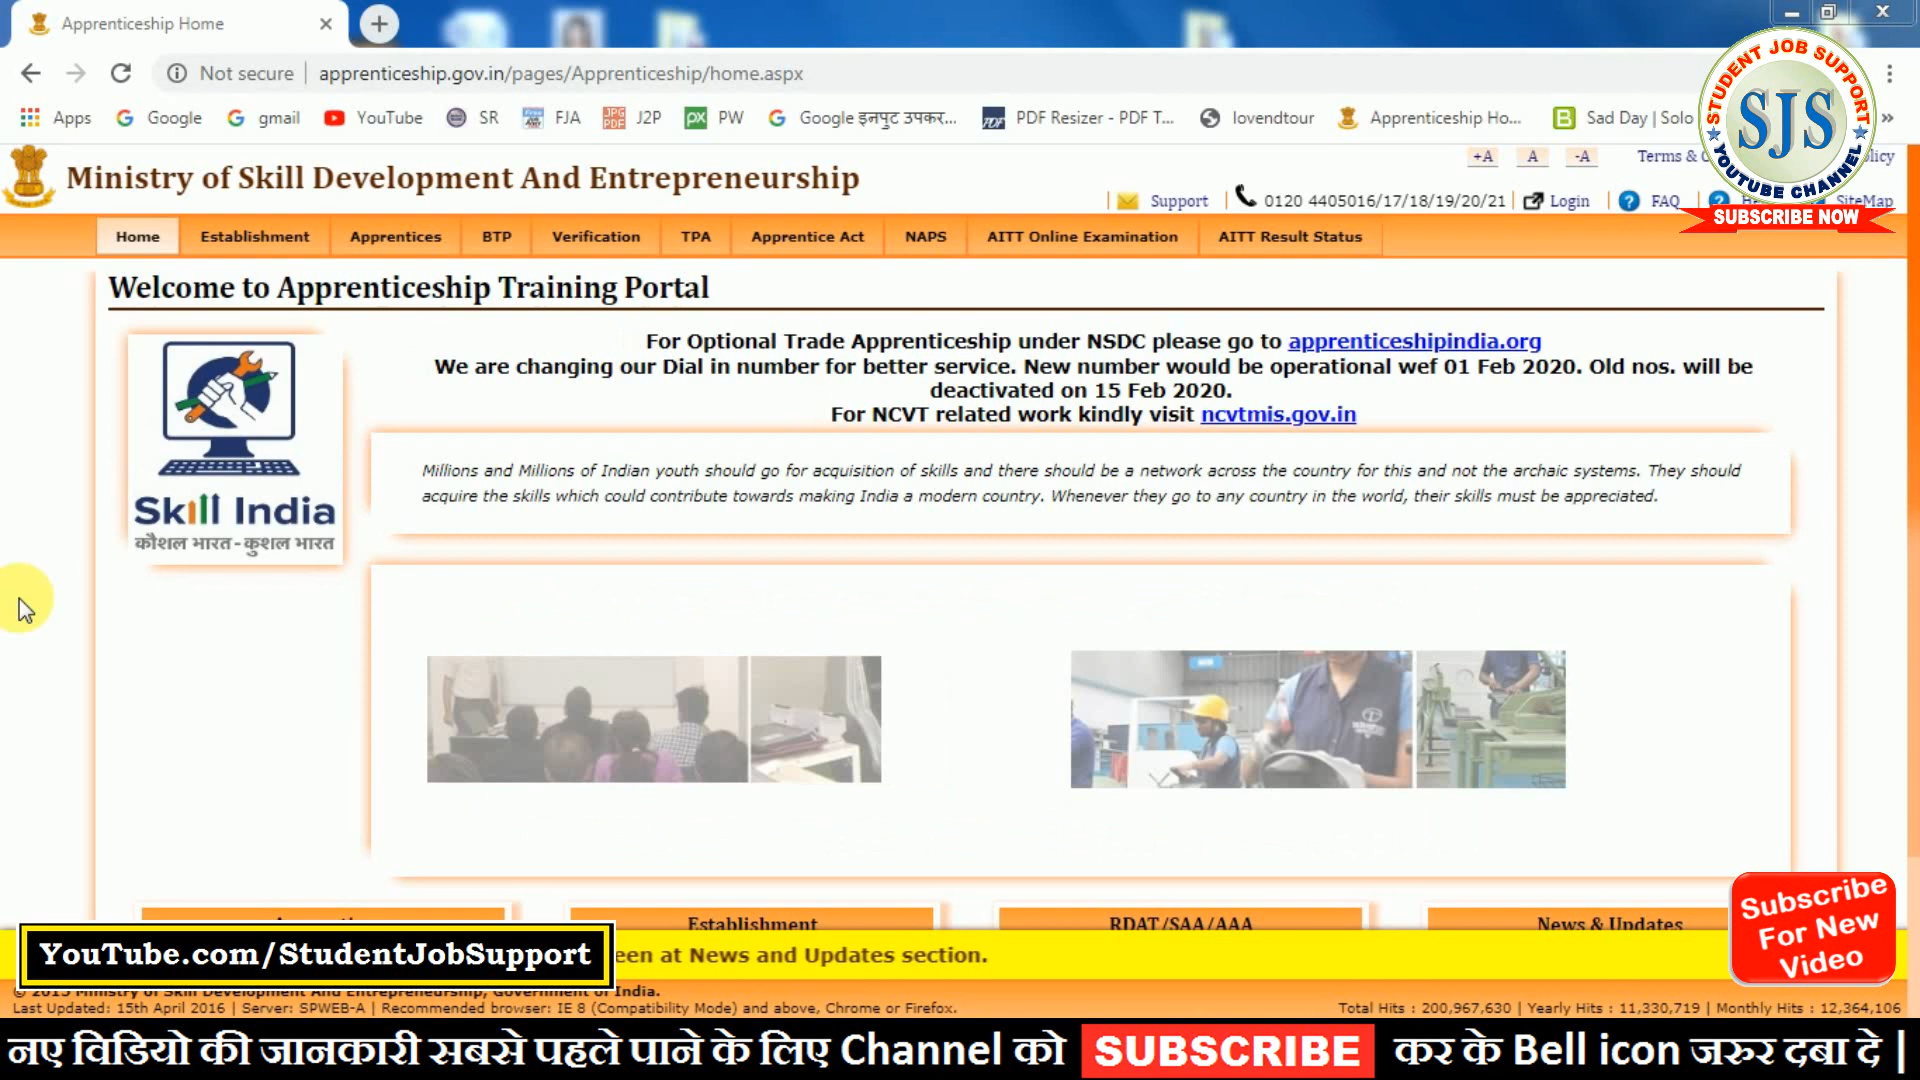 Apprenticeship Home
Not secure | apprenticeship.gov.in/pages/Apprenticeship/home.aspx
Apps Google gmail YouTube SR FJA J2P PW Google इनपुट उपकर... PDF Resizer - PDF T... lovendtour Apprenticeship Ho... Sad Day | Solo »
STUDENT JOB SUPPORT
SJS
YOUTUBE CHANNEL
SUBSCRIBE NOW
+A A -A Terms &
Ministry of Skill Development And Entrepreneurship
Support 0120 4405016/17/18/19/20/21 Login FAQ SiteMap
Home Establishment Apprentices BTP Verification TPA Apprentice Act NAPS AITT Online Examination AITT Result Status
Welcome to Apprenticeship Training Portal
For Optional Trade Apprenticeship under NSDC please go to apprenticeshipindia.org
We are changing our Dial in number for better service. New number would be operational wef 01 Feb 2020. Old nos. will be
deactivated on 15 Feb 2020.
For NCVT related work kindly visit ncvtmis.gov.in
Skill India
कौशल भारत - कुशल भारत
Millions and Millions of Indian youth should go for acquisition of skills and there should be a network across the country for this and not the archaic systems. They should
acquire the skills which could contribute towards making India a modern country. Whenever they go to any country in the world, their skills must be appreciated.
Establishment RDAT/SAA/AAA News & Updates
Subscribe
For New
Video
YouTube.com/StudentJobSupport
een at News and Updates section.
© 2015 Ministry of Skill Development And Entrepreneurship, Government of India.
Last Updated: 15th April 2016 | Server: SPWEB-A | Recommended browser: IE 8 (Compatibility Mode) and above, Chrome or Firefox.
Total Hits : 200,967,630 | Yearly Hits : 11,330,719 | Monthly Hits : 12,364,106
नए विडियो की जानकारी सबसे पहले पाने के लिए Channel को SUBSCRIBE कर के Bell icon जरुर दबा दे |